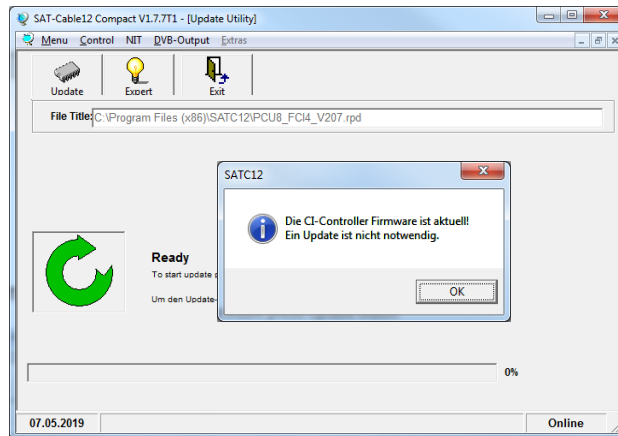 SAT-Cable12 Compact V1.7.7T1 - [Update Utility]
Menu Control NIT DVB-Output Extras
Update Expert Exit
File Title: C:\Program Files (x86)\SATC12\PCU8_FCI4_V207.rpd
SATC12
Die CI-Controller Firmware ist aktuell!
Ein Update ist nicht notwendig.
OK
Ready
To start update
Um den Update-
0%
07.05.2019 Online